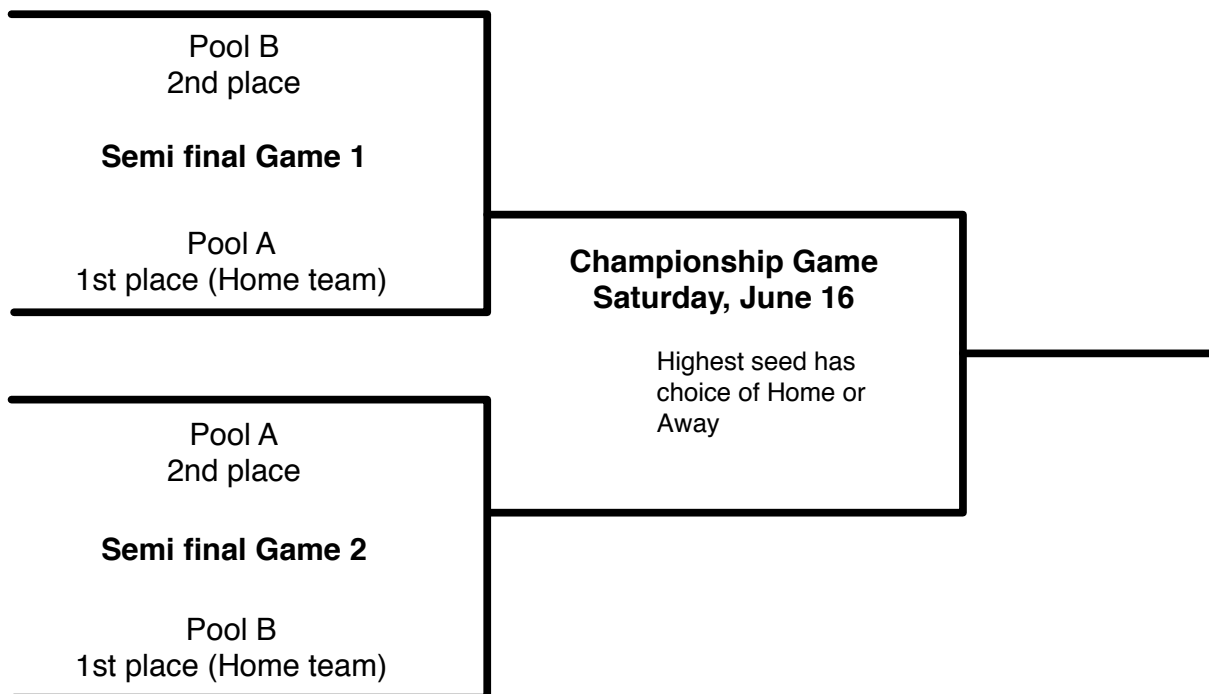 Pool B
2nd place
Semi final Game 1
Pool A
1st place (Home team)
Championship Game
Saturday, June 16
Highest seed has
choice of Home or
Away
Pool A
2nd place
Semi final Game 2
Pool B
1st place (Home team)